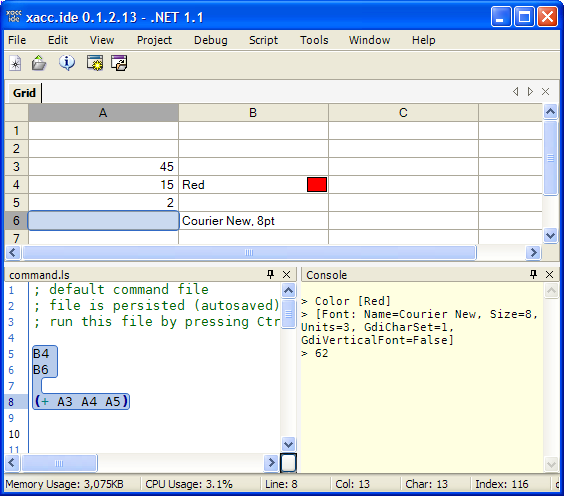 xacc.ide 0.1.2.13 - .NET 1.1
File Edit View Project Debug Script Tools Window Help
Grid
A B C
1
2
3 45
4 15 Red
5 2
6 Courier New, 8pt
7
command.ls
1 ; default command file
2 ; file is persisted (autosaved)
3 ; run this file by pressing Ctr
4
5 B4
6 B6
7
8 (+ A3 A4 A5)
9
10
11
Console
> Color [Red]
> [Font: Name=Courier New, Size=8,
Units=3, GdiCharSet=1,
GdiVerticalFont=False]
> 62
Memory Usage: 3,075KB CPU Usage: 3.1% Line: 8 Col: 13 Char: 13 Index: 116